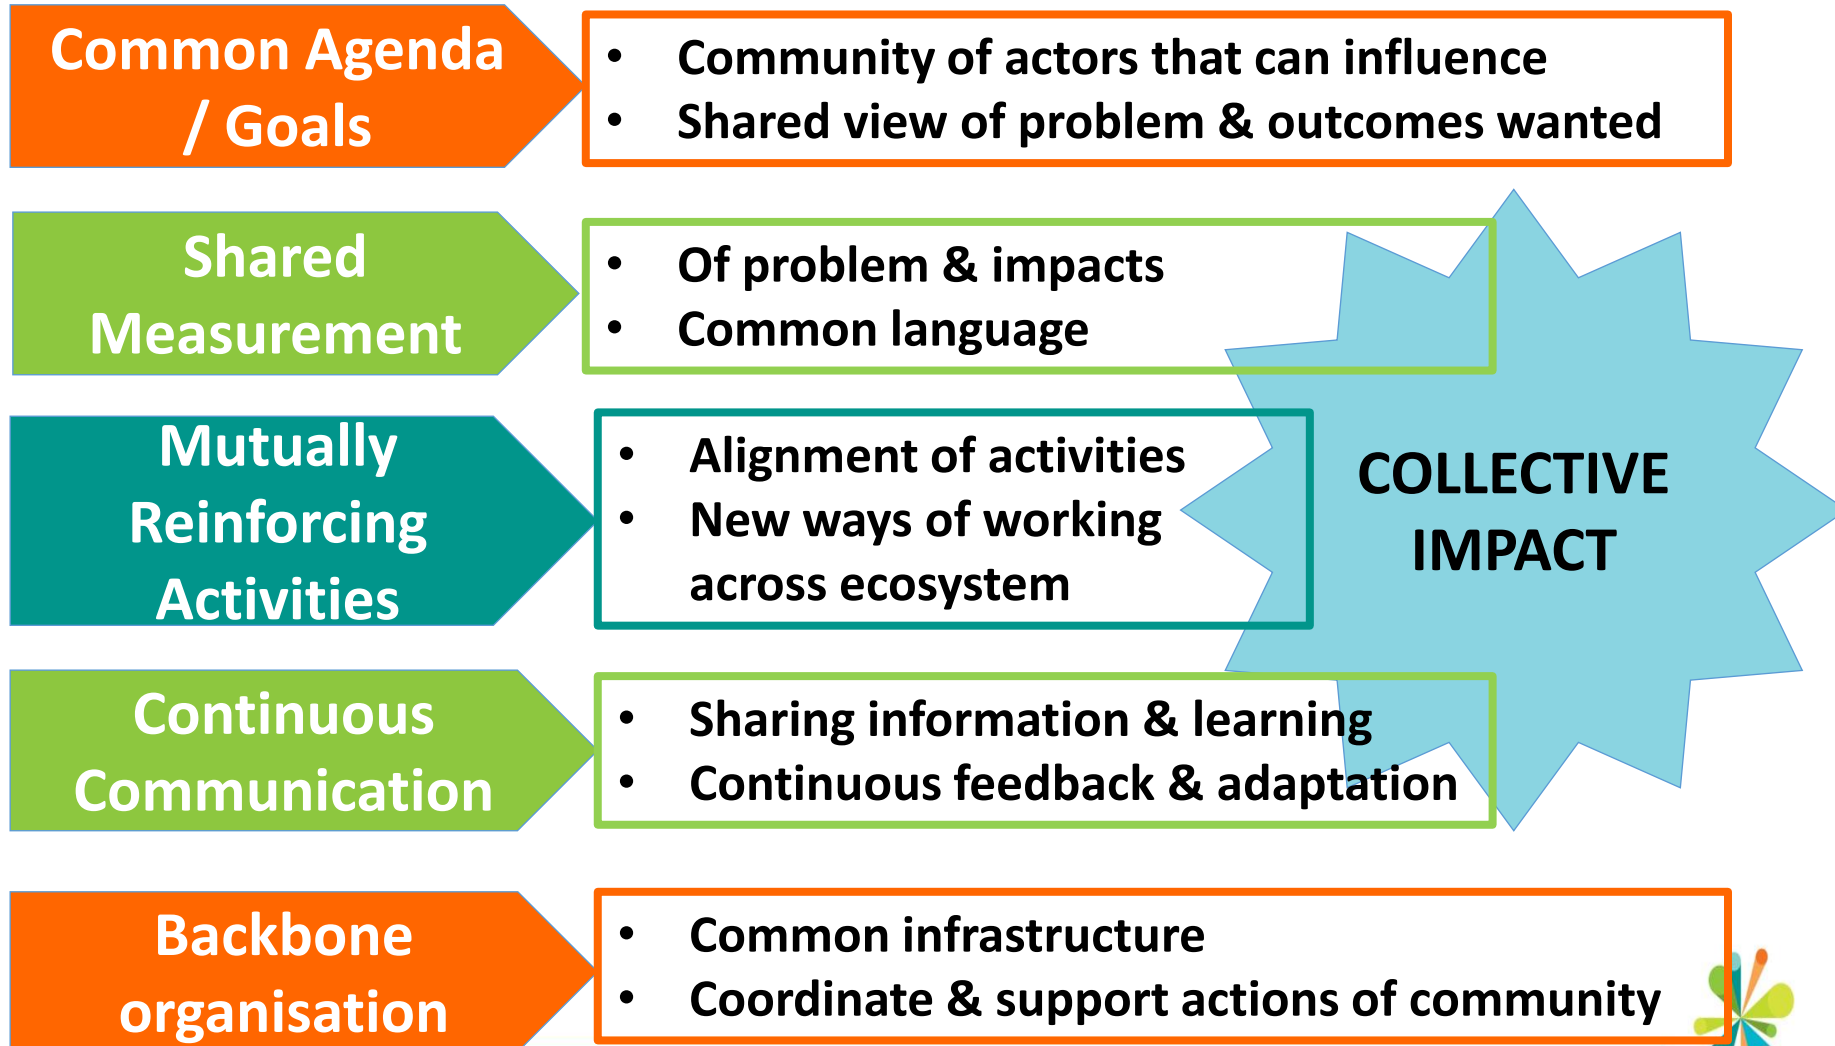 Common Agenda
/ Goals
• Community of actors that can influence
• Shared view of problem & outcomes wanted
Shared
Measurement
• Of problem & impacts
• Common language
Mutually
Reinforcing
Activities
• Alignment of activities
• New ways of working
across ecosystem
COLLECTIVE
IMPACT
Continuous
Communication
• Sharing information & learning
• Continuous feedback & adaptation
Backbone
organisation
• Common infrastructure
• Coordinate & support actions of community